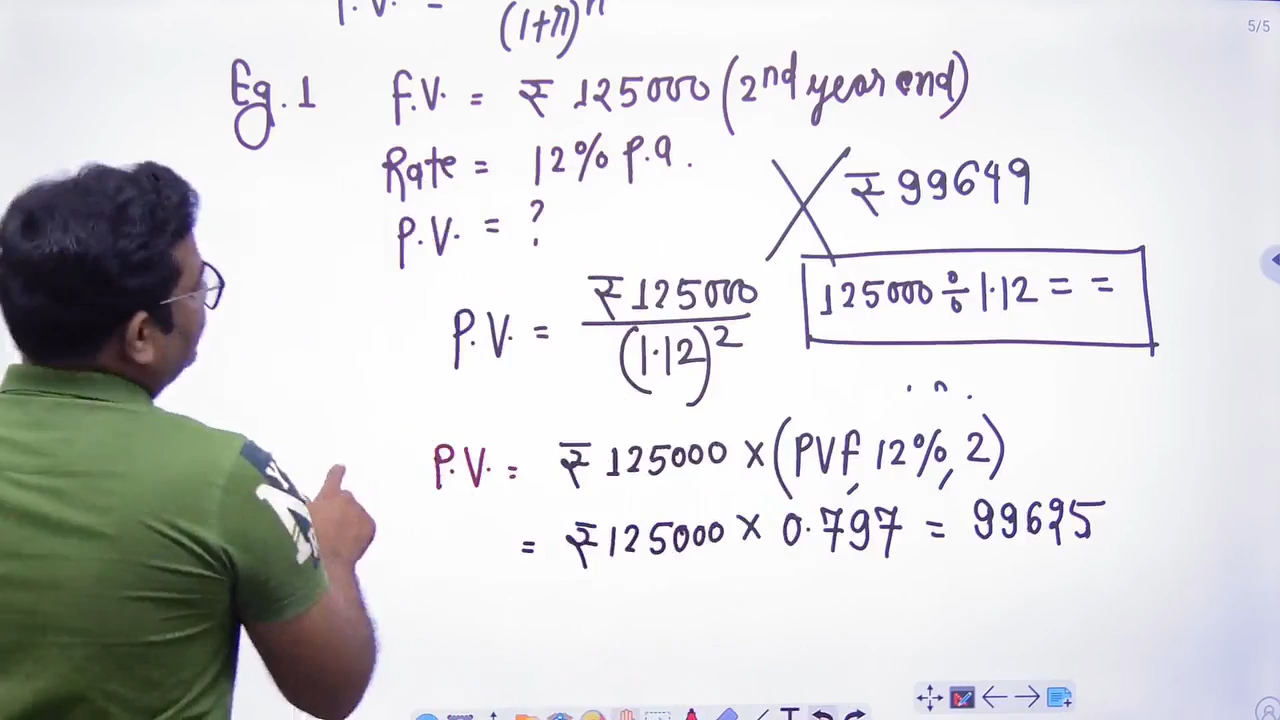 5/5
P.V. =
(1+r)^n
Eg.1 F.V. = ₹ 125000 (2nd year end)
Rate = 12% p.a.
₹ 99649
P.V. = ?
P.V. = ₹ 125000
(1.12)²
125000 ÷ 1.12 = =
P.V. = ₹ 125000 × (PVF 12%, 2)
= ₹ 125000 × 0.797 = 99625